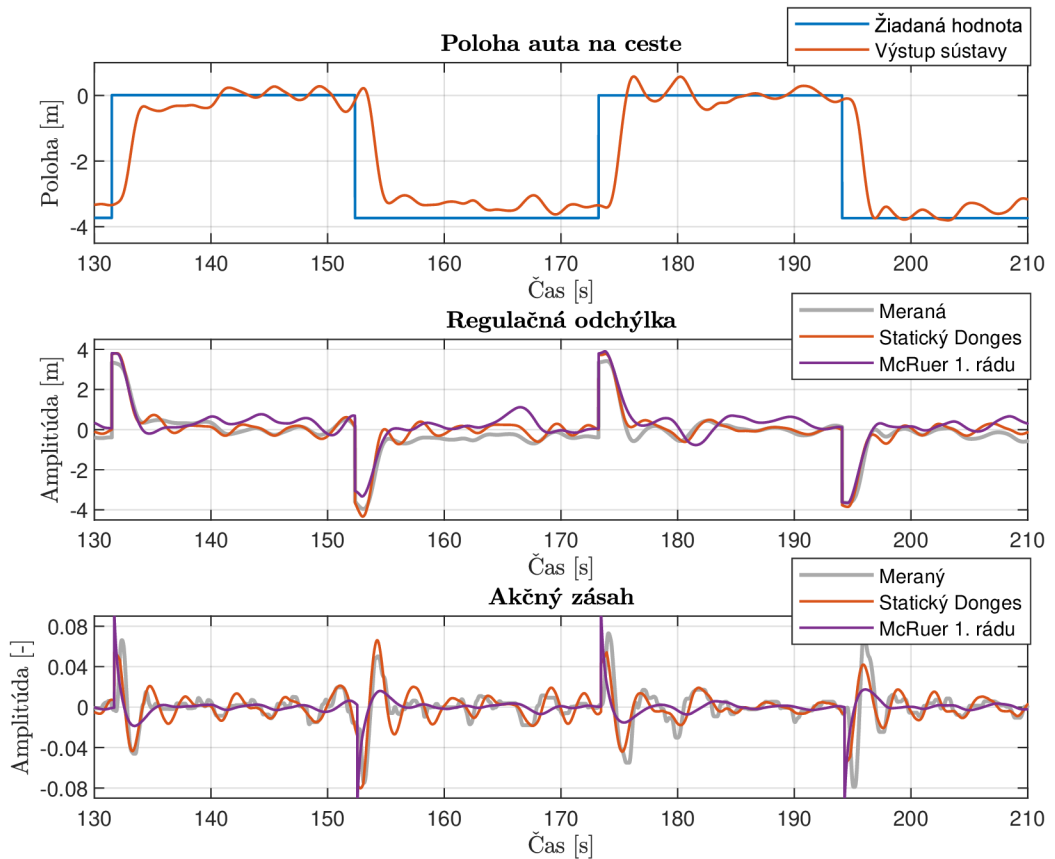 Žiadaná hodnota
Výstup sústavy
Poloha auta na ceste
Poloha [m]
0
-2
-4
130 140 150 160 170 180 190 200 210
Čas [s]
Meraná
Statický Donges
McRuer 1. rádu
Regulačná odchýlka
Amplitúda [m]
4
2
0
-2
-4
130 140 150 160 170 180 190 200 210
Čas [s]
Meraný
Statický Donges
McRuer 1. rádu
Akčný zásah
Amplitúda [-]
0.08
0.04
0
-0.04
-0.08
130 140 150 160 170 180 190 200 210
Čas [s]